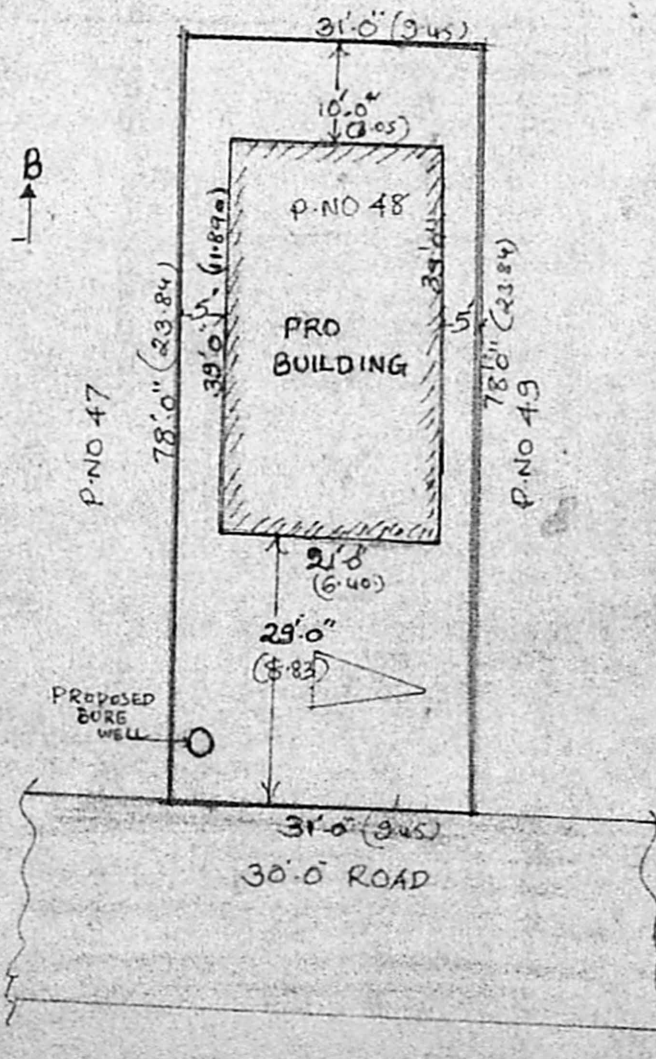 31'-0" (9.45)
10'-0"
(3.05)
B
P.NO 48
39'-0" (11.89m)
39'-0"
5'
5'
PRO
BUILDING
78'-0" (23.84)
78'-0" (23.84)
P.NO 47
P.NO 49
21'-0"
(6.40)
29'-0"
(8.83)
PROPOSED
BORE
WELL
31'-0" (9.45)
30'-0" ROAD